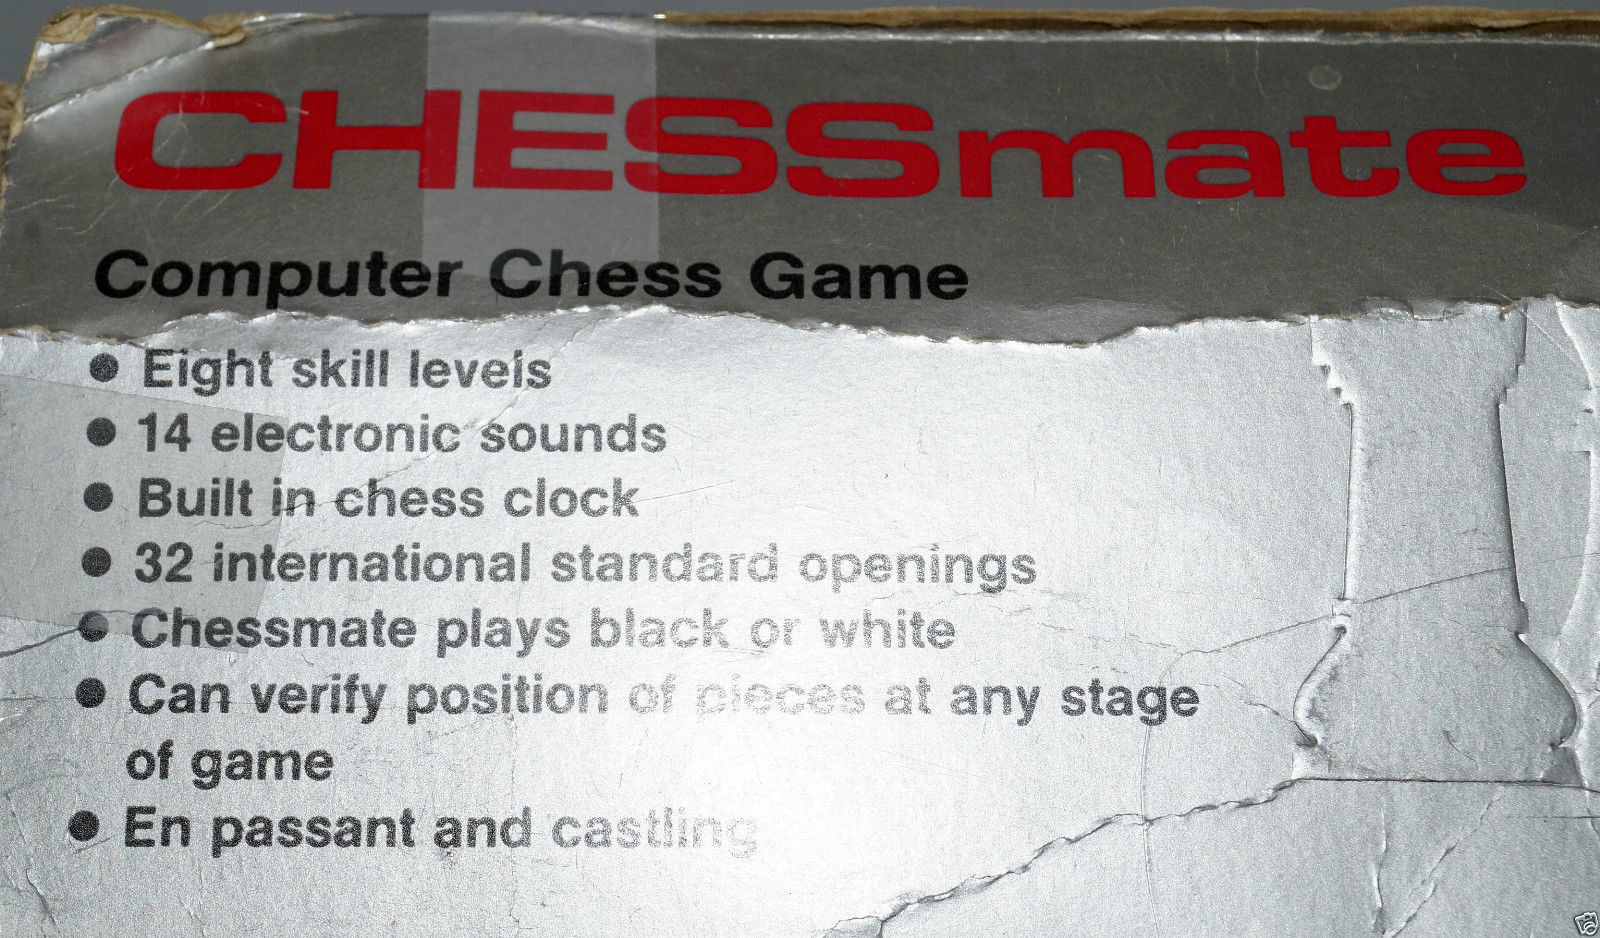 CHESSmate
Computer Chess Game
• Eight skill levels
• 14 electronic sounds
• Built in chess clock
• 32 international standard openings
• Chessmate plays black or white
• Can verify position of pieces at any stage
of game
• En passant and castling